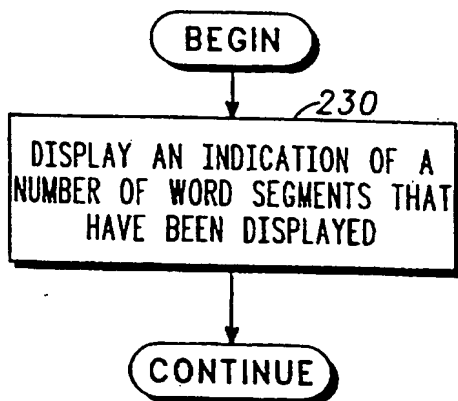 BEGIN
230
DISPLAY AN INDICATION OF A
NUMBER OF WORD SEGMENTS THAT
HAVE BEEN DISPLAYED
CONTINUE